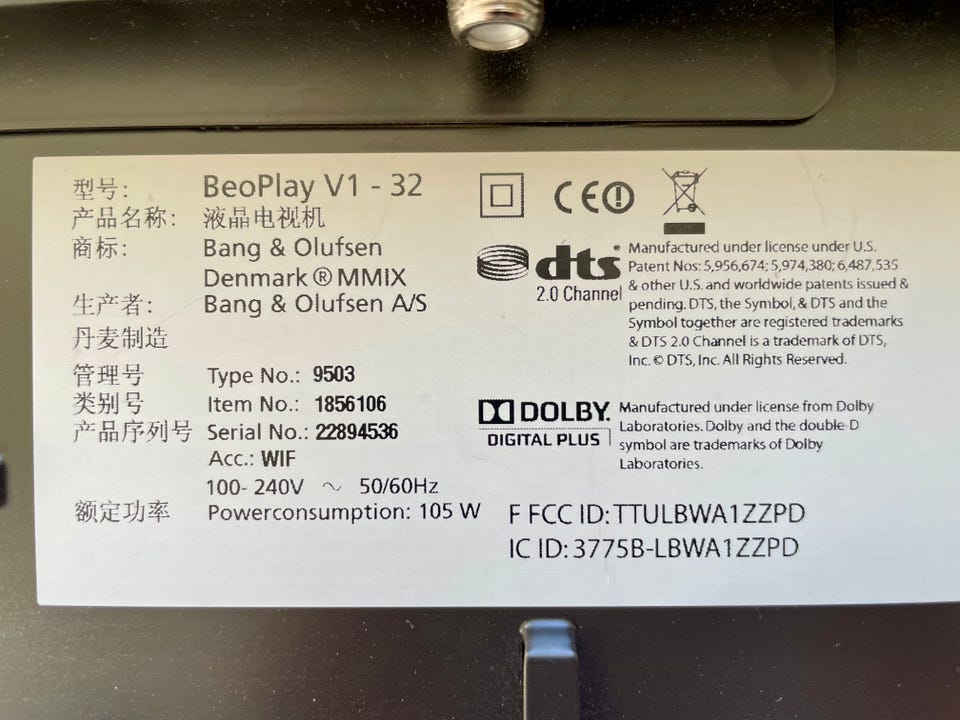 型号: BeoPlay V1 - 32
产品名称: 液晶电视机
商标: Bang & Olufsen
Denmark ® MMIX
生产者: Bang & Olufsen A/S
丹麦制造
管理号 Type No.: 9503
类别号 Item No.: 1856106
产品序列号 Serial No.: 22894536
Acc.: WIF
100- 240V ~ 50/60Hz
额定功率 Powerconsumption: 105 W
CE
dts
2.0 Channel
Manufactured under license under U.S.
Patent Nos: 5,956,674; 5,974,380; 6,487,535
& other U.S. and worldwide patents issued &
pending. DTS, the Symbol, & DTS and the
Symbol together are registered trademarks
& DTS 2.0 Channel is a trademark of DTS,
Inc. © DTS, Inc. All Rights Reserved.
DOLBY.
DIGITAL PLUS
Manufactured under license from Dolby
Laboratories. Dolby and the double-D
symbol are trademarks of Dolby
Laboratories.
F FCC ID: TTULBWA1ZZPD
IC ID: 3775B-LBWA1ZZPD